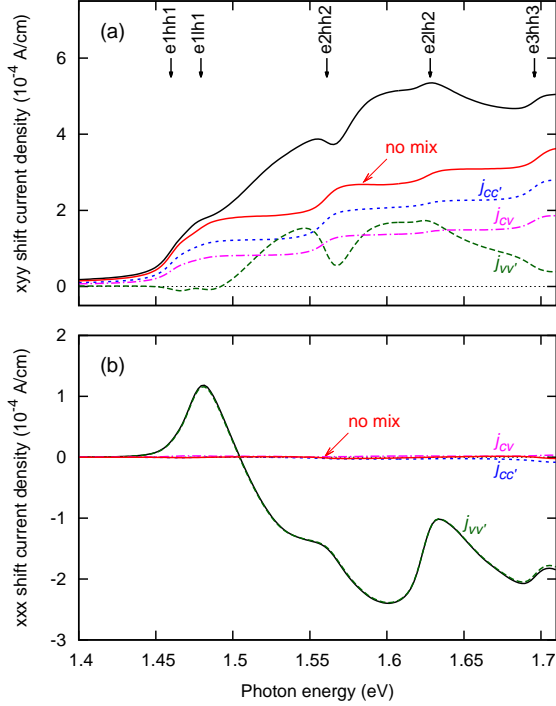 (a)
e1hh1
e1lh1
e2hh2
e2lh2
e3hh3
xyy shift current density (10⁻⁴ A/cm)
6
4
2
0
no mix
j_cc'
j_cv
j_vv'
(b)
xxx shift current density (10⁻⁴ A/cm)
2
1
0
-1
-2
-3
no mix
j_cv
j_cc'
j_vv'
1.4
1.45
1.5
1.55
1.6
1.65
1.7
Photon energy (eV)